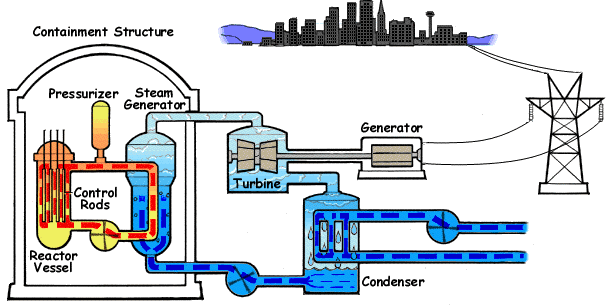 Containment Structure
Pressurizer
Steam
Generator
Control
Rods
Reactor
Vessel
Turbine
Generator
Condenser